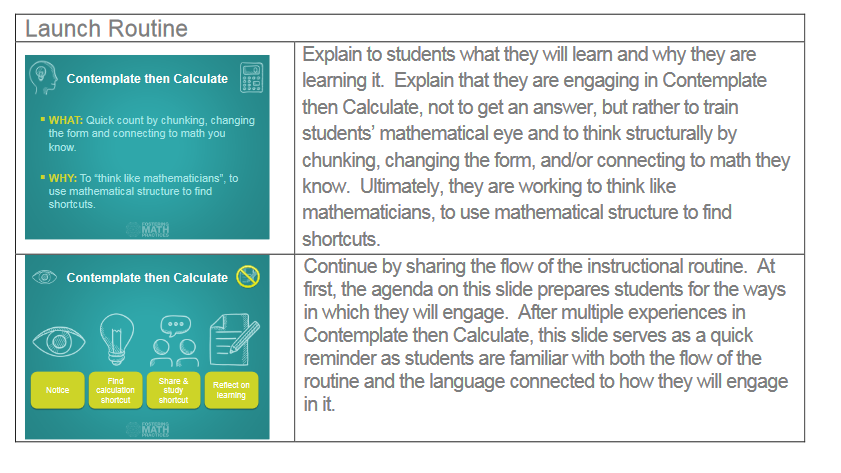 Launch Routine
Contemplate then Calculate
WHAT: Quick count by chunking, changing
the form and connecting to math you
know.
WHY: To “think like mathematicians”, to
use mathematical structure to find
shortcuts.
MATH
PRACTICES
Explain to students what they will learn and why they are
learning it. Explain that they are engaging in Contemplate
then Calculate, not to get an answer, but rather to train
students’ mathematical eye and to think structurally by
chunking, changing the form, and/or connecting to math they
know. Ultimately, they are working to think like
mathematicians, to use mathematical structure to find
shortcuts.
Contemplate then Calculate
Notice
Find
calculation
shortcut
Share &
study
shortcut
Reflect on
learning
MATH
PRACTICES
Continue by sharing the flow of the instructional routine. At
first, the agenda on this slide prepares students for the ways
in which they will engage. After multiple experiences in
Contemplate then Calculate, this slide serves as a quick
reminder as students are familiar with both the flow of the
routine and the language connected to how they will engage
in it.